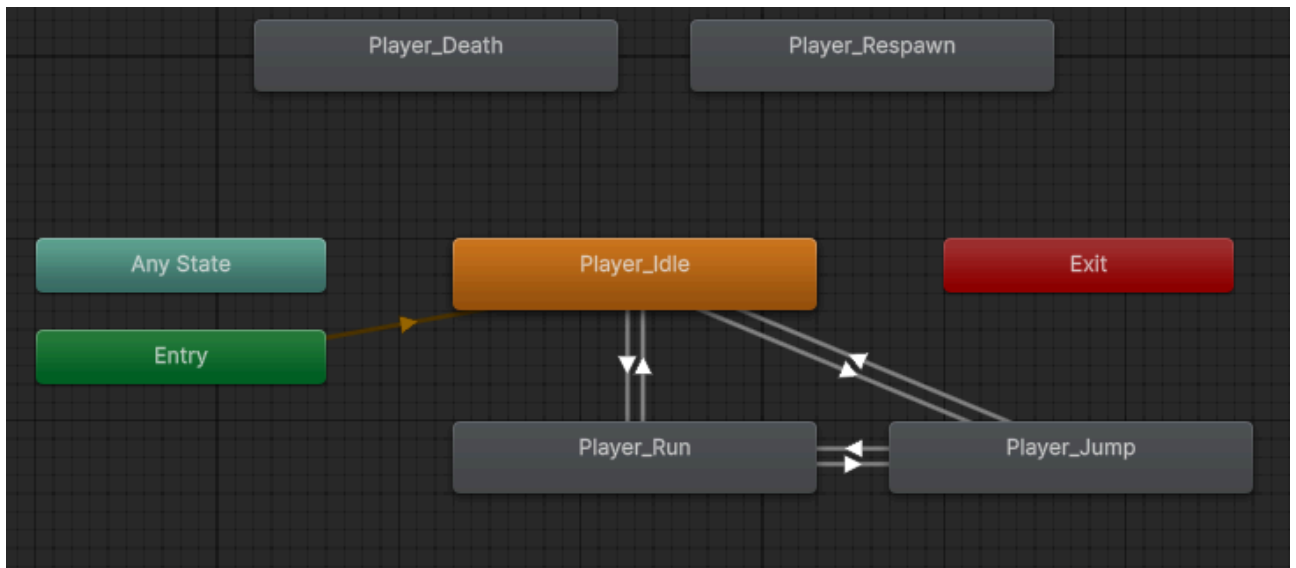 Player_Death
Player_Respawn
Any State
Player_Idle
Exit
Entry
Player_Run
Player_Jump